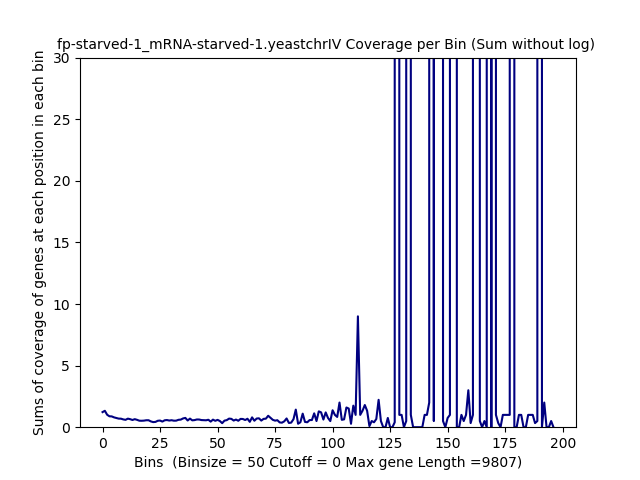 fp-starved-1_mRNA-starved-1.yeastchrIV Coverage per Bin (Sum without log)
Sums of coverage of genes at each position in each bin
30
25
20
15
10
5
0
0 25 50 75 100 125 150 175 200
Bins  (Binsize = 50 Cutoff = 0 Max gene Length =9807)